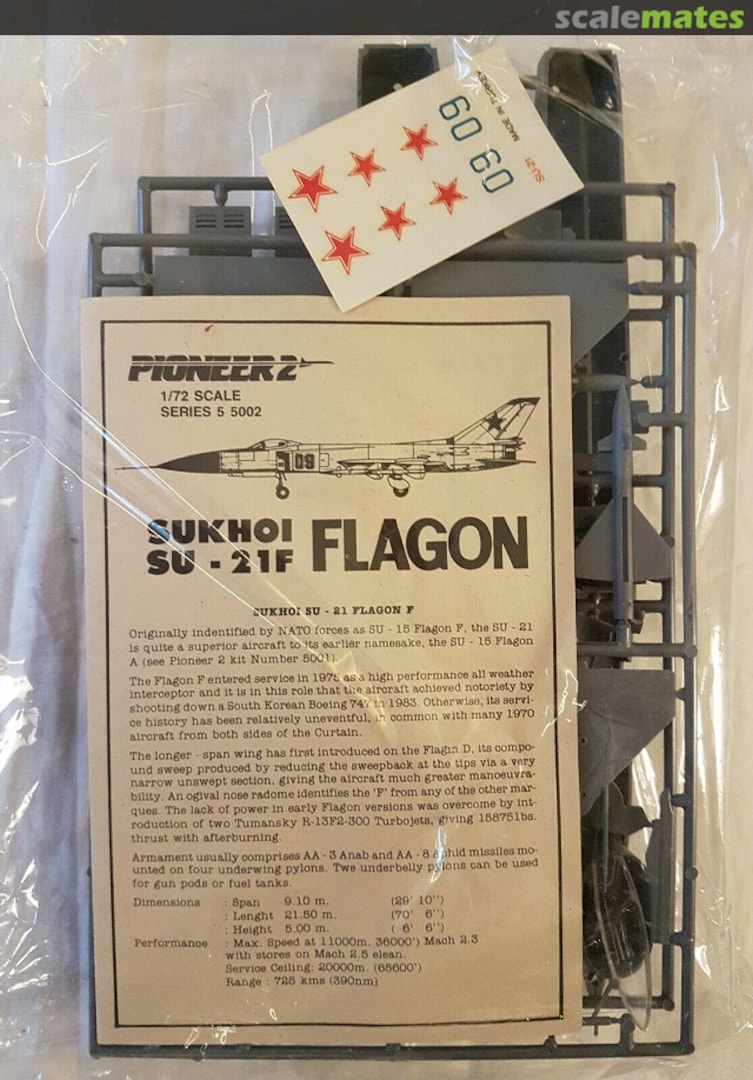 scalemates
MADE IN TURKEY
SU-21
09 09
PIONEER 2
1/72 SCALE
SERIES 5 5002
09
SUKHOI
SU - 21F FLAGON
SUKHOI SU - 21 FLAGON F
Originally indentified by NATO forces as SU - 15 Flagon F, the SU - 21
is quite a superior aircraft to its earlier namesake, the SU - 15 Flagon
A (see Pioneer 2 kit Number 5001).
The Flagon F entered service in 1975 as a high performance all weather
interceptor and it is in this role that the aircraft achieved notoriety by
shooting down a South Korean Boeing 747 in 1983. Otherwise, its servi-
ce history has been relatively uneventful, in common with many 1970
aircraft from both sides of the Curtain.
The longer - span wing has first introduced on the Flagin D, its compo-
und sweep produced by reducing the sweepback at the tips via a very
narrow unswept section, giving the aircraft much greater manoeuvra-
bility. An ogival nose radome identifies the 'F' from any of the other mar-
ques. The lack of power in early Flagon versions was overcome by int-
roduction of two Tumansky R-13F2-300 Turbojets, giving 15875lbs.
thrust with afterburning.
Armament usually comprises AA - 3 Anab and AA - 8 Aphid missiles mo-
unted on four underwing pylons. Twe underbelly pylons can be used
for gun pods or fuel tanks.
Dimensions : Span 9.10 m. (29' 10")
: Lenght 21.50 m. (70' 6")
: Height 5.00 m. ( 6' 6")
Performance : Max. Speed at 11000m. 36000') Mach 2.3
with stores on Mach 2.5 elean.
Service Ceiling: 20000m. (65600')
Range : 725 kms (390nm)